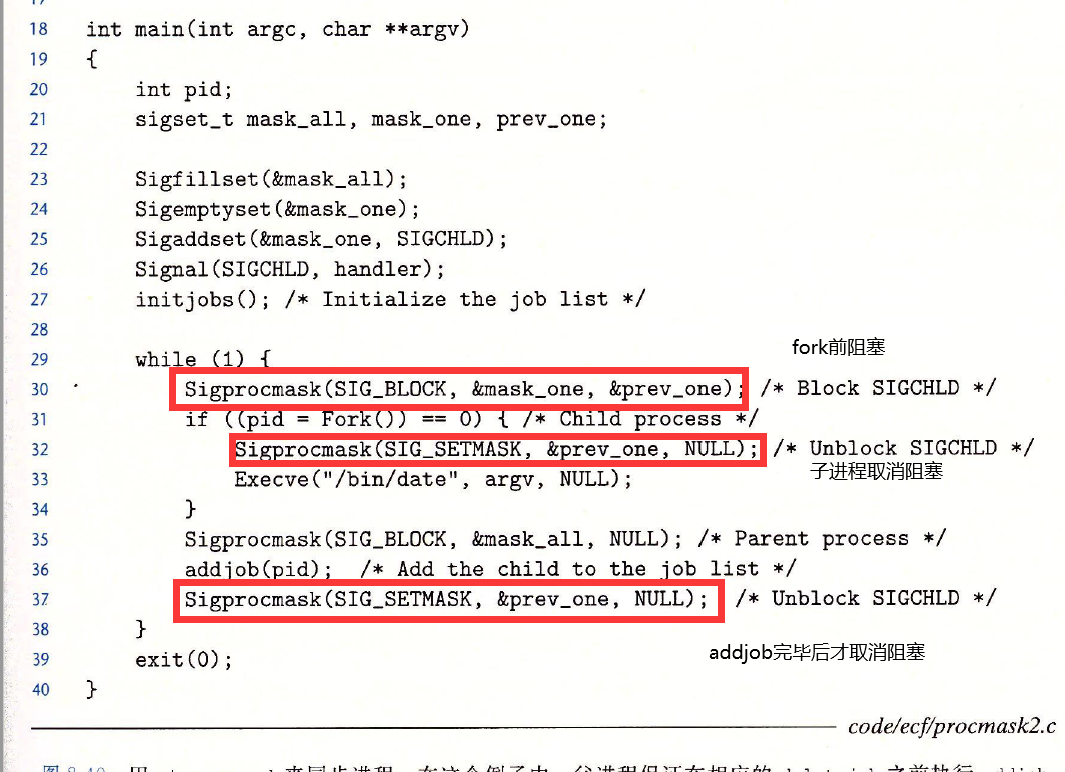 18 int main(int argc, char **argv)
19 {
20 int pid;
21 sigset_t mask_all, mask_one, prev_one;
22
23 Sigfillset(&mask_all);
24 Sigemptyset(&mask_one);
25 Sigaddset(&mask_one, SIGCHLD);
26 Signal(SIGCHLD, handler);
27 initjobs(); /* Initialize the job list */
28
fork前阻塞
29 while (1) {
30 Sigprocmask(SIG_BLOCK, &mask_one, &prev_one); /* Block SIGCHLD */
31 if ((pid = Fork()) == 0) { /* Child process */
32 Sigprocmask(SIG_SETMASK, &prev_one, NULL); /* Unblock SIGCHLD */
子进程取消阻塞
33 Execve("/bin/date", argv, NULL);
34 }
35 Sigprocmask(SIG_BLOCK, &mask_all, NULL); /* Parent process */
36 addjob(pid); /* Add the child to the job list */
37 Sigprocmask(SIG_SETMASK, &prev_one, NULL); /* Unblock SIGCHLD */
38 }
addjob完毕后才取消阻塞
39 exit(0);
40 }
code/ecf/procmask2.c